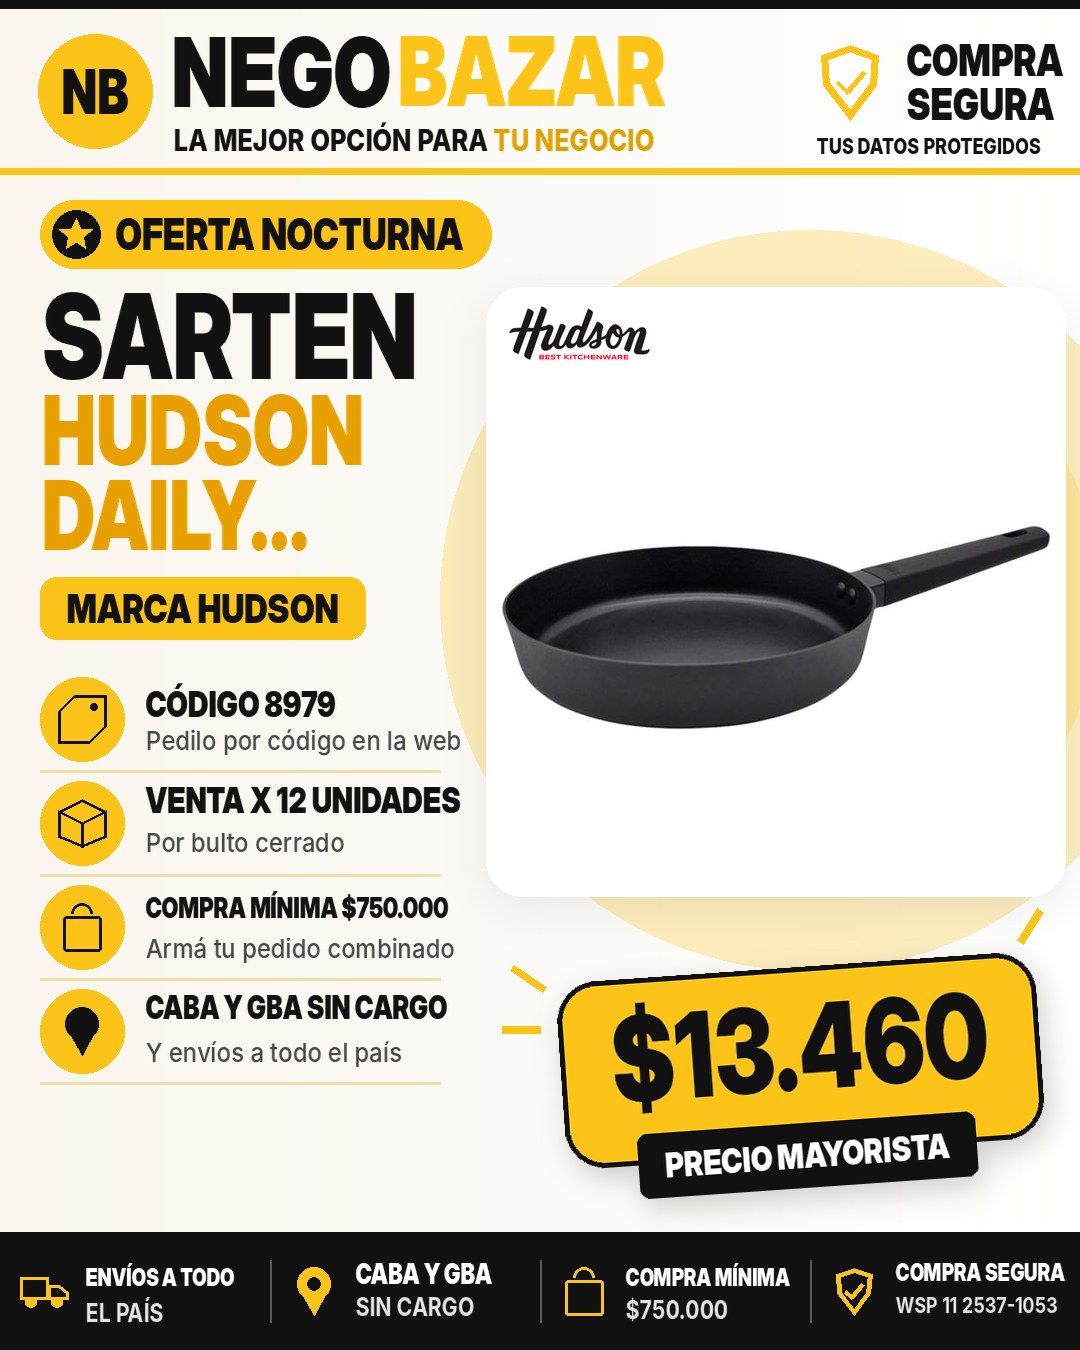 NB
NEGOBAZAR
LA MEJOR OPCIÓN PARA TU NEGOCIO
COMPRA
SEGURA
TUS DATOS PROTEGIDOS
OFERTA NOCTURNA
SARTEN
HUDSON
DAILY...
MARCA HUDSON
Hudson
BEST KITCHENWARE
CÓDIGO 8979
Pedilo por código en la web
VENTA X 12 UNIDADES
Por bulto cerrado
COMPRA MÍNIMA $750.000
Armá tu pedido combinado
CABA Y GBA SIN CARGO
Y envíos a todo el país
$13.460
PRECIO MAYORISTA
ENVÍOS A TODO
EL PAÍS
CABA Y GBA
SIN CARGO
COMPRA MÍNIMA
$750.000
COMPRA SEGURA
WSP 11 2537-1053